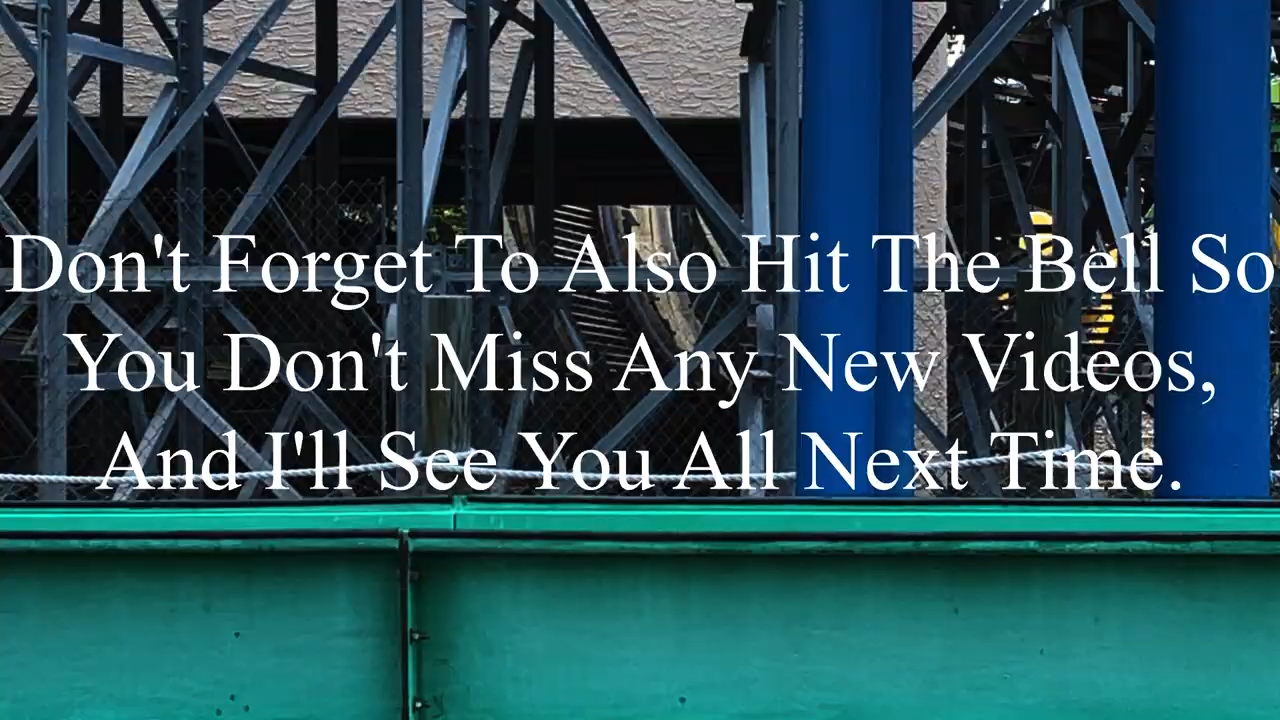 Don't Forget To Also Hit The Bell So
You Don't Miss Any New Videos,
And I'll See You All Next Time.